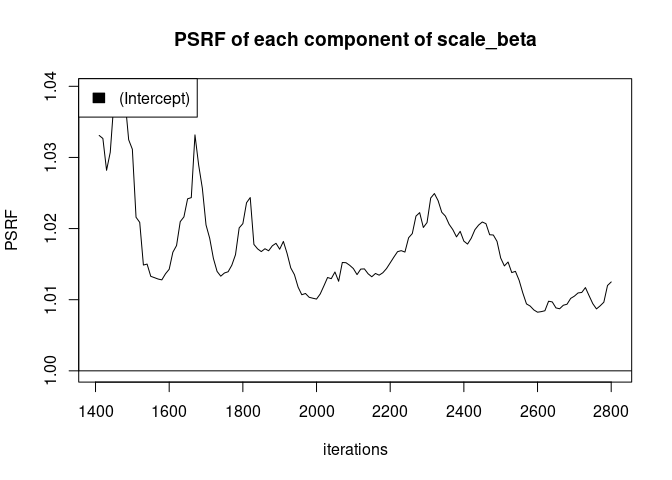 PSRF of each component of scale_beta
(Intercept)
PSRF
1.04
1.03
1.02
1.01
1.00
1400 1600 1800 2000 2200 2400 2600 2800
iterations